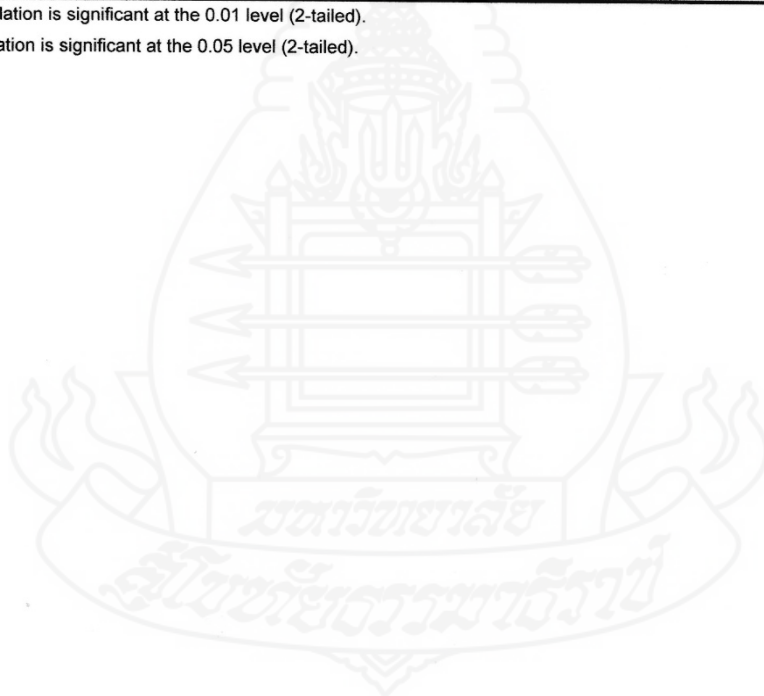 lation is significant at the 0.01 level (2-tailed).
ation is significant at the 0.05 level (2-tailed).
มหาวิทยาลัย
สุโขทัยธรรมาธิราช